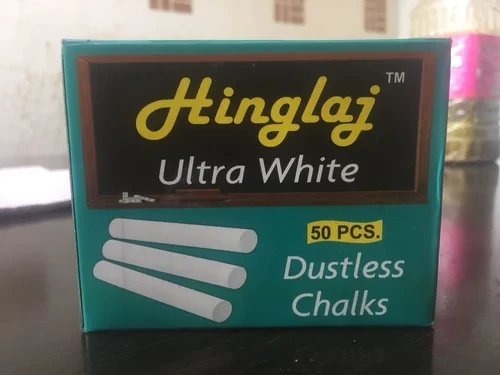 Hinglaj ™
Ultra White
50 PCS.
Dustless
Chalks